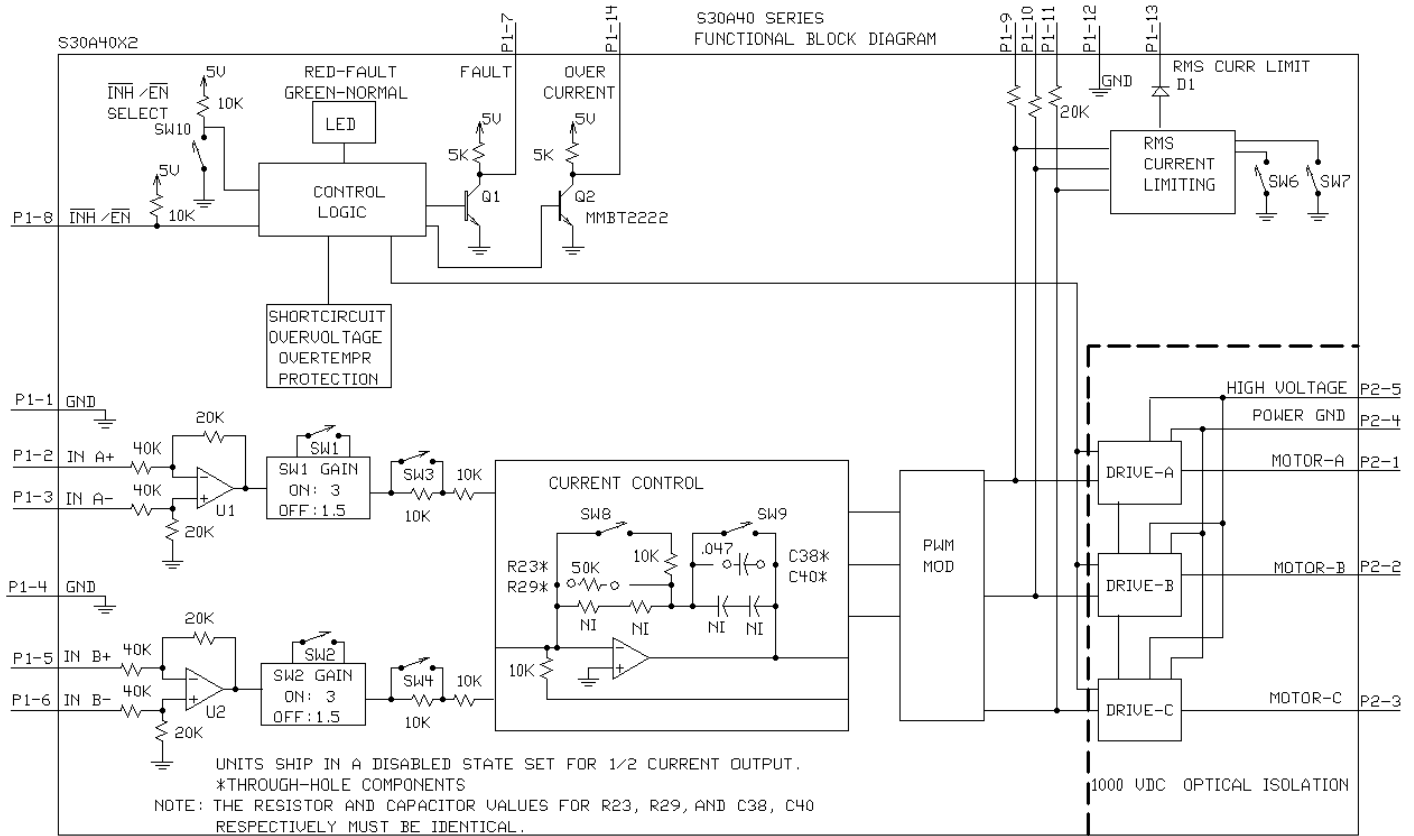 S30A40 SERIES
FUNCTIONAL BLOCK DIAGRAM
S30A40X2
P1-7
P1-14
P1-9
P1-10
P1-11
P1-12
P1-13
INH/EN
SELECT
5V
10K
SW10
RED-FAULT
GREEN-NORMAL
LED
FAULT
5V
5K
Q1
OVER
CURRENT
5V
5K
Q2
MMBT2222
20K
GND
RMS CURR LIMIT
D1
RMS
CURRENT
LIMITING
SW6
SW7
5V
10K
P1-8
INH/EN
CONTROL
LOGIC
SHORTCIRCUIT
OVERVOLTAGE
OVERTEMPR
PROTECTION
P1-1
GND
P1-2
IN A+
40K
20K
P1-3
IN A-
40K
20K
U1
SW1
SW1 GAIN
ON: 3
OFF:1.5
SW3
10K
10K
P1-4
GND
P1-5
IN B+
40K
20K
P1-6
IN B-
40K
20K
U2
SW2
SW2 GAIN
ON: 3
OFF:1.5
SW4
10K
10K
CURRENT CONTROL
SW8
SW9
R23*
R29*
50K
10K
.047
C38*
C40*
NI
NI
NI
NI
10K
PWM
MOD
HIGH VOLTAGE
P2-5
POWER GND
P2-4
DRIVE-A
MOTOR-A
P2-1
DRIVE-B
MOTOR-B
P2-2
DRIVE-C
MOTOR-C
P2-3
1000 VDC OPTICAL ISOLATION
UNITS SHIP IN A DISABLED STATE SET FOR 1/2 CURRENT OUTPUT.
*THROUGH-HOLE COMPONENTS
NOTE: THE RESISTOR AND CAPACITOR VALUES FOR R23, R29, AND C38, C40
RESPECTIVELY MUST BE IDENTICAL.